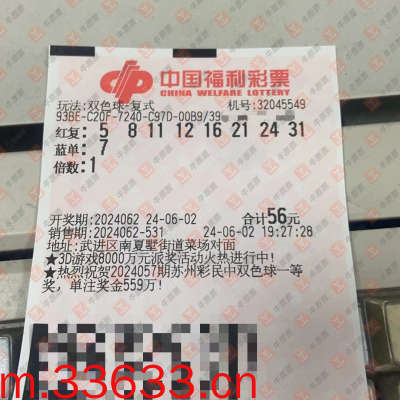 中国福利彩票
CHINA WELFARE LOTTERY
玩法:双色球-复式 机号:32045549
93BE-C20F-7240-C97D-00B9/39
红复: 5 8 11 12 16 21 24 31
蓝单: 7
倍数: 1
开奖期:2024062 24-06-02 合计56元
销售期:2024062-531 24-06-02 19:27:28
地址:武进区南夏墅街道菜场对面
★3D游戏8000万元派奖活动火热进行中!
★热烈祝贺2024057期苏州彩民中双色球一等
奖,单注奖金559万!
m.33633.cn